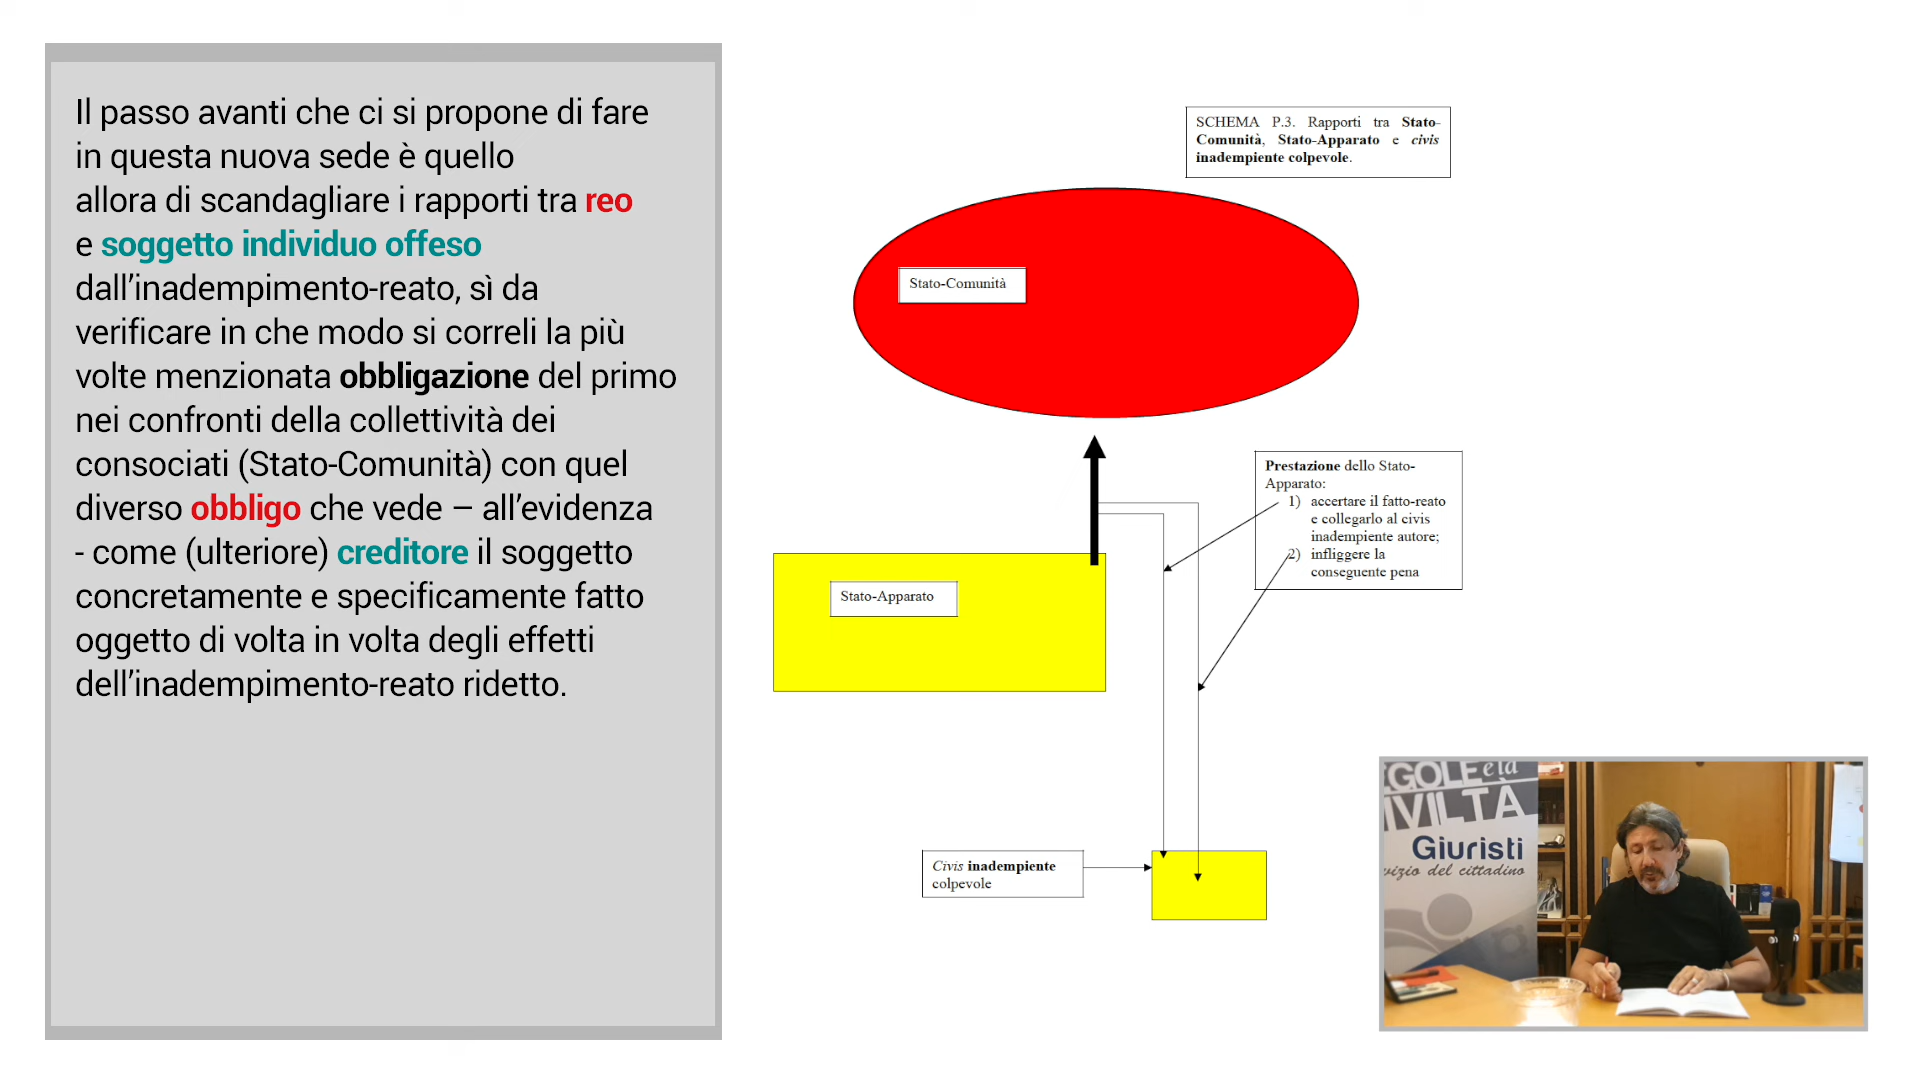 Il passo avanti che ci si propone di fare
in questa nuova sede è quello
allora di scandagliare i rapporti tra reo
e soggetto individuo offeso
dall’inadempimento-reato, sì da
verificare in che modo si correli la più
volte menzionata obbligazione del primo
nei confronti della collettività dei
consociati (Stato-Comunità) con quel
diverso obbligo che vede – all’evidenza
- come (ulteriore) creditore il soggetto
concretamente e specificamente fatto
oggetto di volta in volta degli effetti
dell’inadempimento-reato ridetto.
SCHEMA P.3. Rapporti tra Stato-
Comunità, Stato-Apparato e civis
inadempiente colpevole.
Stato-Comunità
Prestazione dello Stato-
Apparato:
1) accertare il fatto-reato
e collegarlo al civis
inadempiente autore;
2) infliggere la
conseguente pena
Stato-Apparato
Civis inadempiente
colpevole
GOLE e la
IVILTÀ
Giuristi
vizio del cittadino